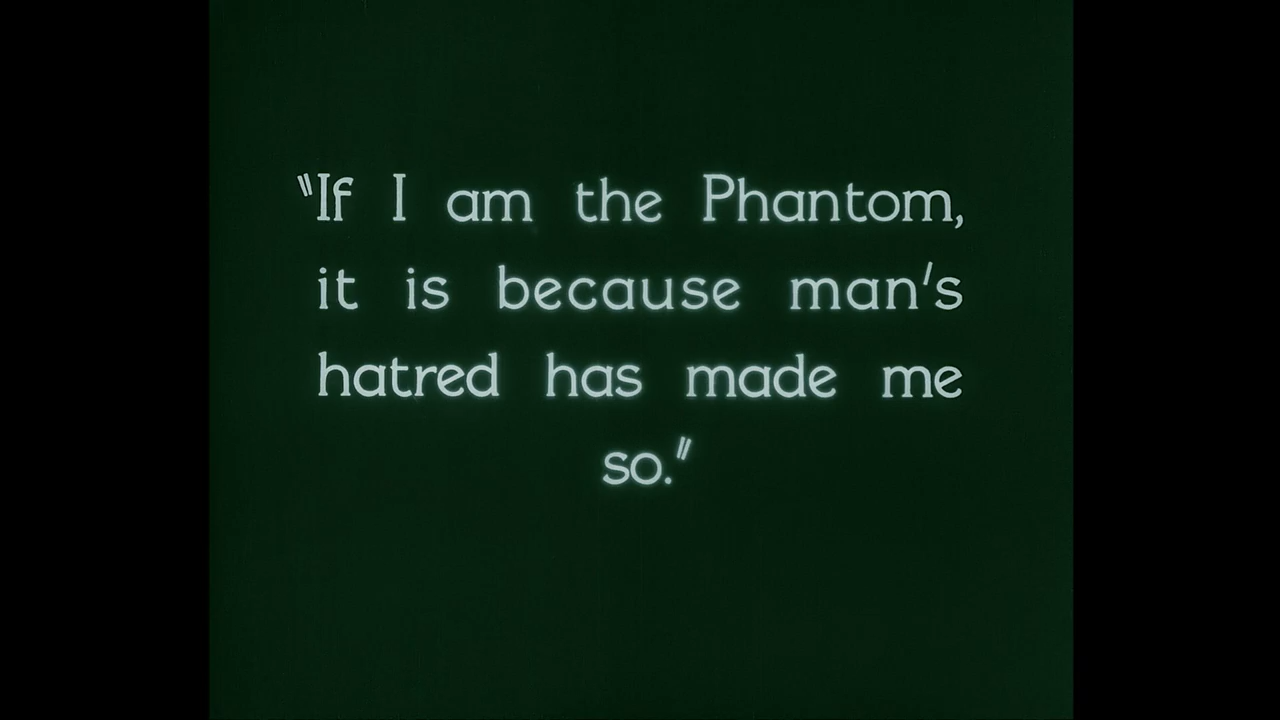 "If I am the Phantom,
it is because man's
hatred has made me
so."